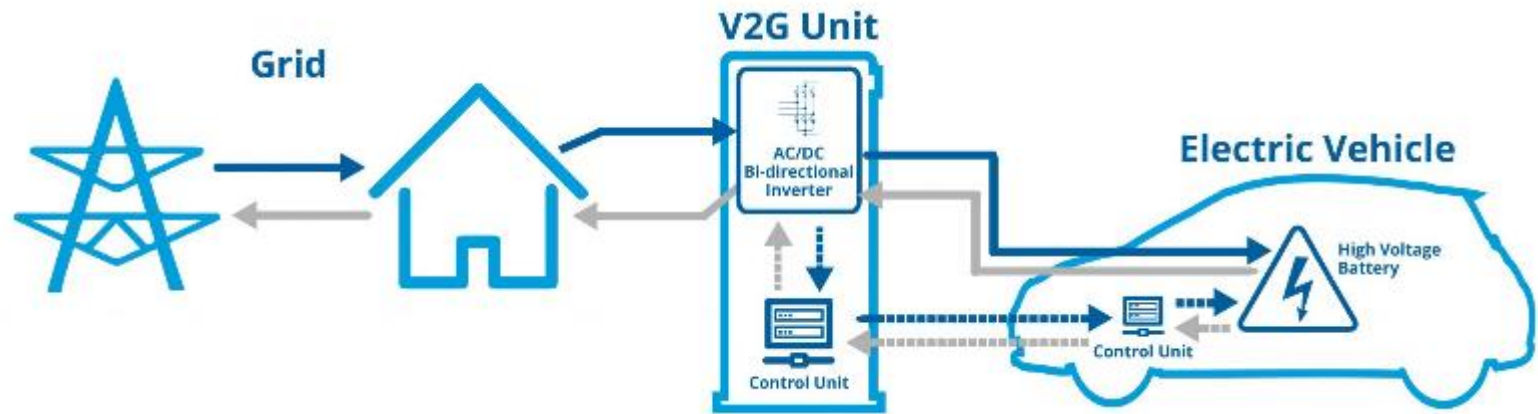 V2G Unit
Grid
AC/DC
Bi-directional
Inverter
Electric Vehicle
High Voltage
Battery
Control Unit
Control Unit